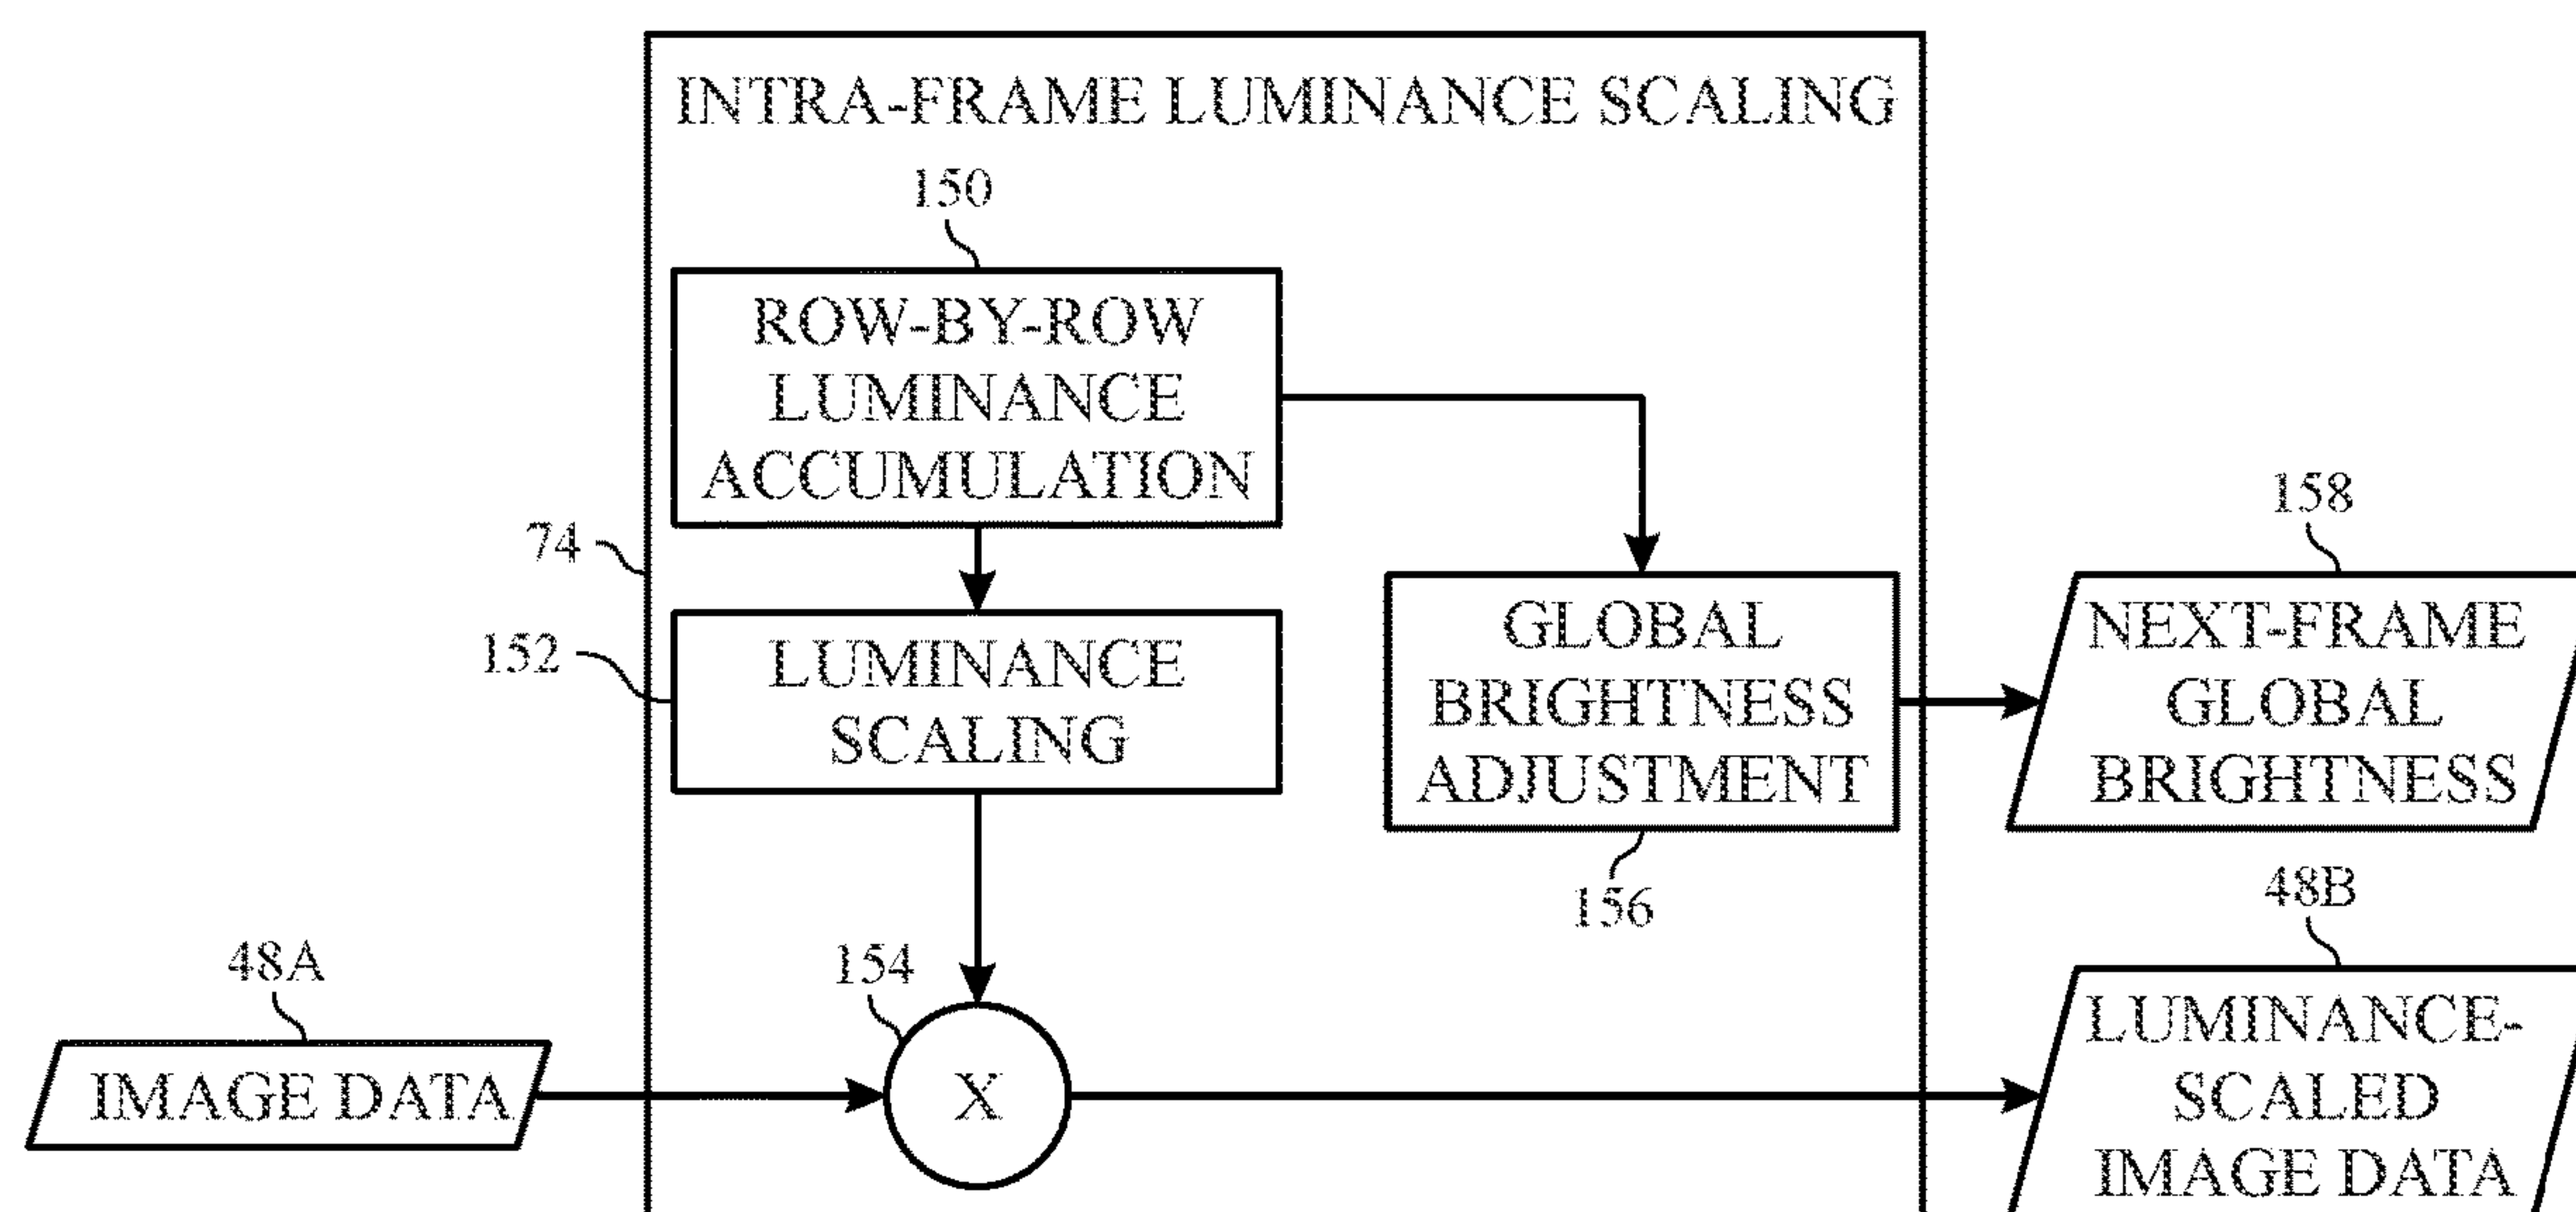 INTRA-FRAME LUMINANCE SCALING
150
ROW-BY-ROW
LUMINANCE
ACCUMULATION
74
152
LUMINANCE
SCALING
GLOBAL
BRIGHTNESS
ADJUSTMENT
156
158
NEXT-FRAME
GLOBAL
BRIGHTNESS
48A
IMAGE DATA
154
X
48B
LUMINANCE-
SCALED
IMAGE DATA